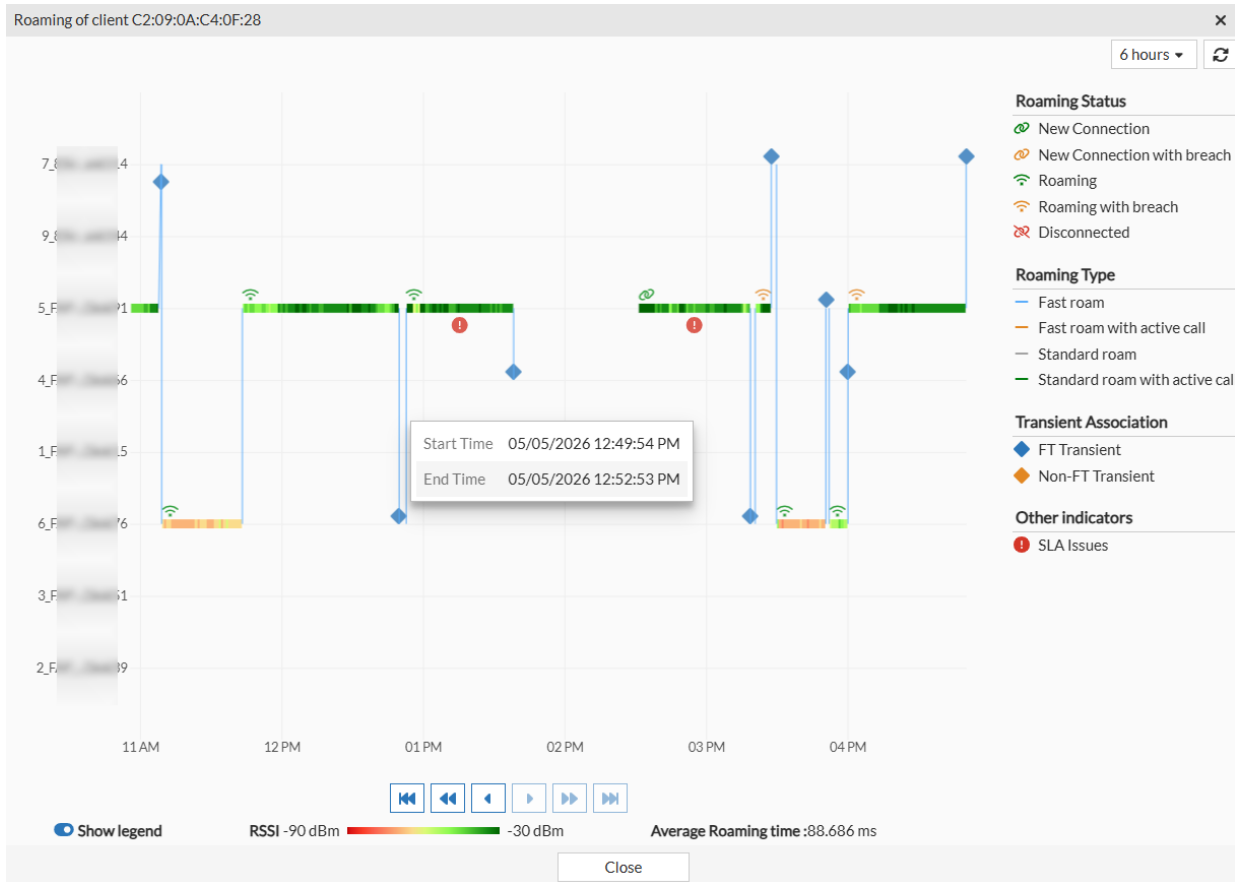 Roaming of client C2:09:0A:C4:0F:28
6 hours
Roaming Status
New Connection
New Connection with breach
Roaming
Roaming with breach
Disconnected
Roaming Type
Fast roam
Fast roam with active call
Standard roam
Standard roam with active cal
Transient Association
FT Transient
Non-FT Transient
Other indicators
SLA Issues
Start Time 05/05/2026 12:49:54 PM
End Time 05/05/2026 12:52:53 PM
11 AM 12 PM 01 PM 02 PM 03 PM 04 PM
Show legend RSSI -90 dBm -30 dBm Average Roaming time :88.686 ms
Close